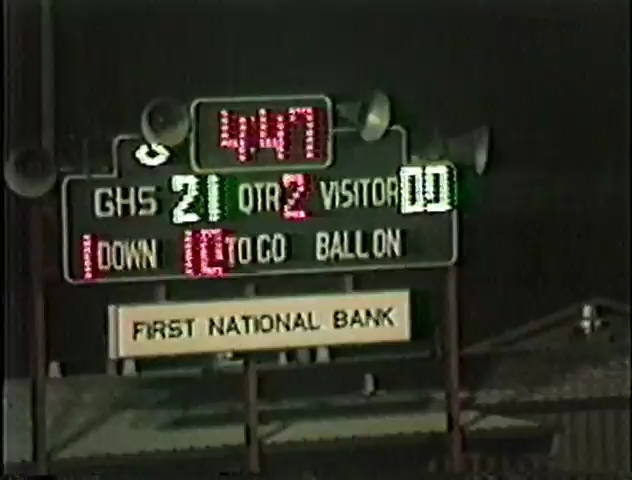 4:47
GHS 21 QTR 2 VISITOR 00
1 DOWN 10 TO GO BALL ON
FIRST NATIONAL BANK